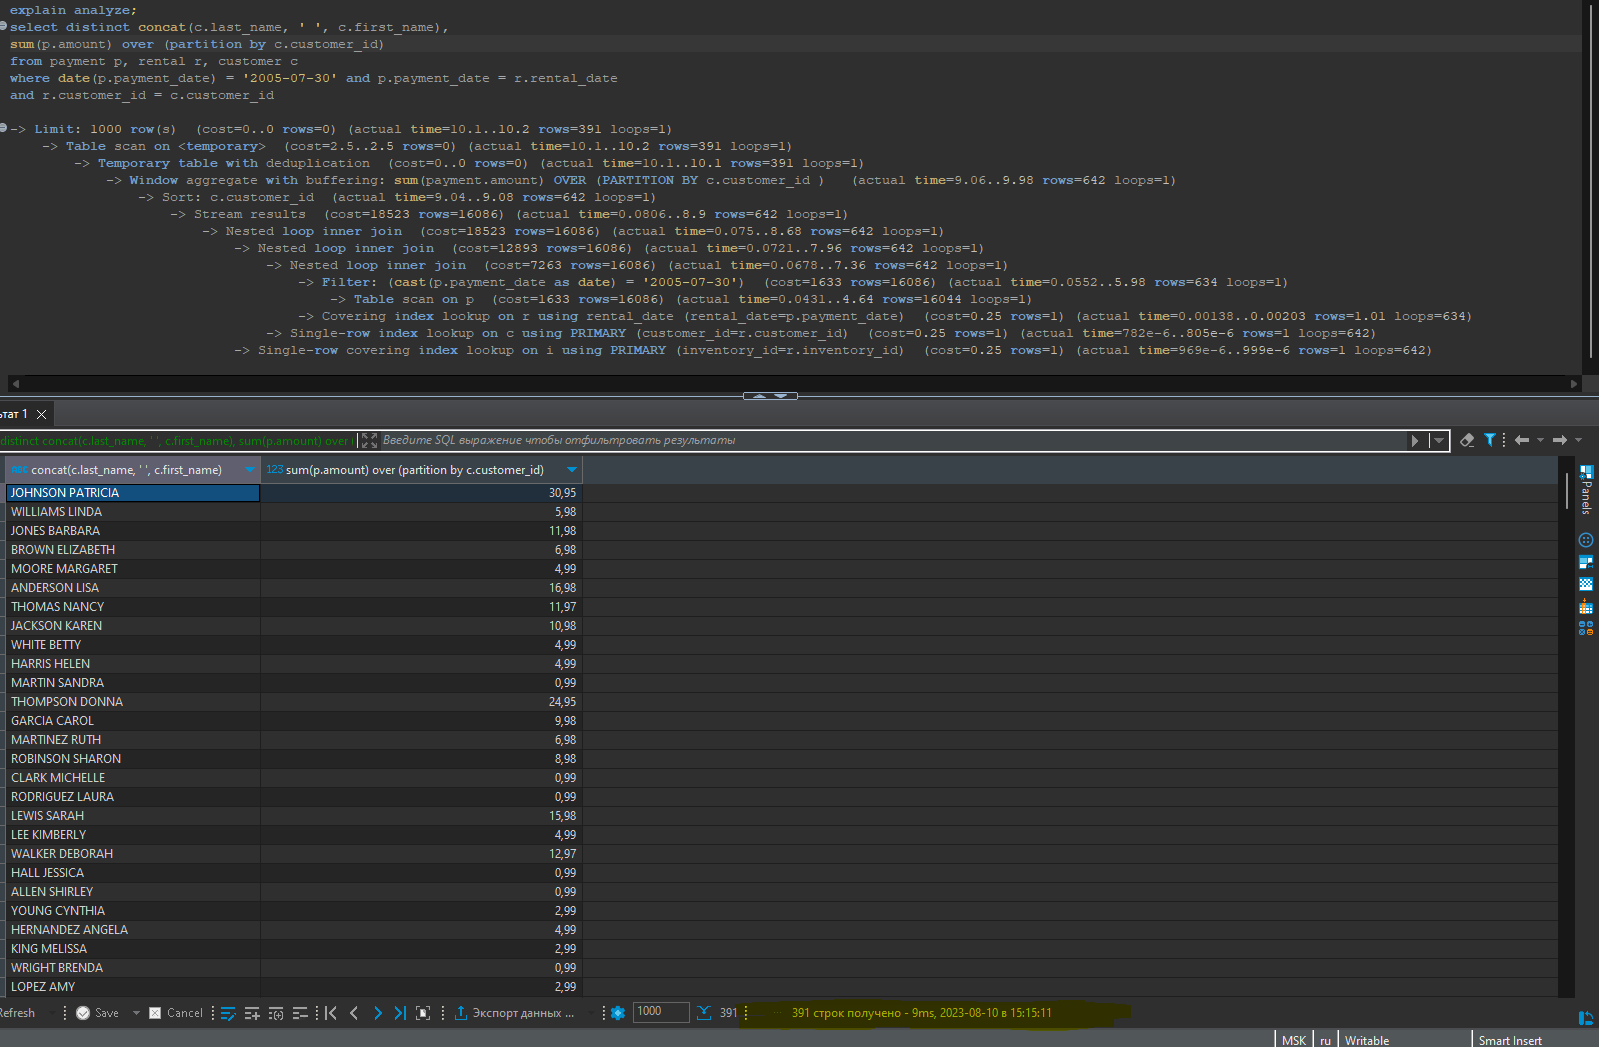 explain analyze;
select distinct concat(c.last_name, ' ', c.first_name),
sum(p.amount) over (partition by c.customer_id)
from payment p, rental r, customer c
where date(p.payment_date) = '2005-07-30' and p.payment_date = r.rental_date
and r.customer_id = c.customer_id
-> Limit: 1000 row(s)  (cost=0..0 rows=0) (actual time=10.1..10.2 rows=391 loops=1)
-> Table scan on <temporary>  (cost=2.5..2.5 rows=0) (actual time=10.1..10.2 rows=391 loops=1)
-> Temporary table with deduplication  (cost=0..0 rows=0) (actual time=10.1..10.1 rows=391 loops=1)
-> Window aggregate with buffering: sum(payment.amount) OVER (PARTITION BY c.customer_id )   (actual time=9.06..9.98 rows=642 loops=1)
-> Sort: c.customer_id  (actual time=9.04..9.08 rows=642 loops=1)
-> Stream results  (cost=18523 rows=16086) (actual time=0.0806..8.9 rows=642 loops=1)
-> Nested loop inner join  (cost=18523 rows=16086) (actual time=0.075..8.68 rows=642 loops=1)
-> Nested loop inner join  (cost=12893 rows=16086) (actual time=0.0721..7.96 rows=642 loops=1)
-> Nested loop inner join  (cost=7263 rows=16086) (actual time=0.0678..7.36 rows=642 loops=1)
-> Filter: (cast(p.payment_date as date) = '2005-07-30')  (cost=1633 rows=16086) (actual time=0.0552..5.98 rows=634 loops=1)
-> Table scan on p  (cost=1633 rows=16086) (actual time=0.0431..4.64 rows=16044 loops=1)
-> Covering index lookup on r using rental_date (rental_date=p.payment_date)  (cost=0.25 rows=1) (actual time=0.00138..0.00203 rows=1.01 loops=634)
-> Single-row index lookup on c using PRIMARY (customer_id=r.customer_id)  (cost=0.25 rows=1) (actual time=782e-6..805e-6 rows=1 loops=642)
-> Single-row covering index lookup on i using PRIMARY (inventory_id=r.inventory_id)  (cost=0.25 rows=1) (actual time=969e-6..999e-6 rows=1 loops=642)
ьтат 1
distinct concat(c.last_name, ' ', c.first_name), sum(p.amount) over Введите SQL выражение чтобы отфильтровать результаты
ABC concat(c.last_name, ' ', c.first_name) 123 sum(p.amount) over (partition by c.customer_id)
JOHNSON PATRICIA 30,95
WILLIAMS LINDA 5,98
JONES BARBARA 11,98
BROWN ELIZABETH 6,98
MOORE MARGARET 4,99
ANDERSON LISA 16,98
THOMAS NANCY 11,97
JACKSON KAREN 10,98
WHITE BETTY 4,99
HARRIS HELEN 4,99
MARTIN SANDRA 0,99
THOMPSON DONNA 24,95
GARCIA CAROL 9,98
MARTINEZ RUTH 6,98
ROBINSON SHARON 8,98
CLARK MICHELLE 0,99
RODRIGUEZ LAURA 0,99
LEWIS SARAH 15,98
LEE KIMBERLY 4,99
WALKER DEBORAH 12,97
HALL JESSICA 0,99
ALLEN SHIRLEY 0,99
YOUNG CYNTHIA 2,99
HERNANDEZ ANGELA 4,99
KING MELISSA 2,99
WRIGHT BRENDA 0,99
LOPEZ AMY 2,99
Panels
Refresh Save Cancel Экспорт данных ... 1000 391 391 строк получено - 9ms, 2023-08-10 в 15:15:11
MSK ru Writable Smart Insert